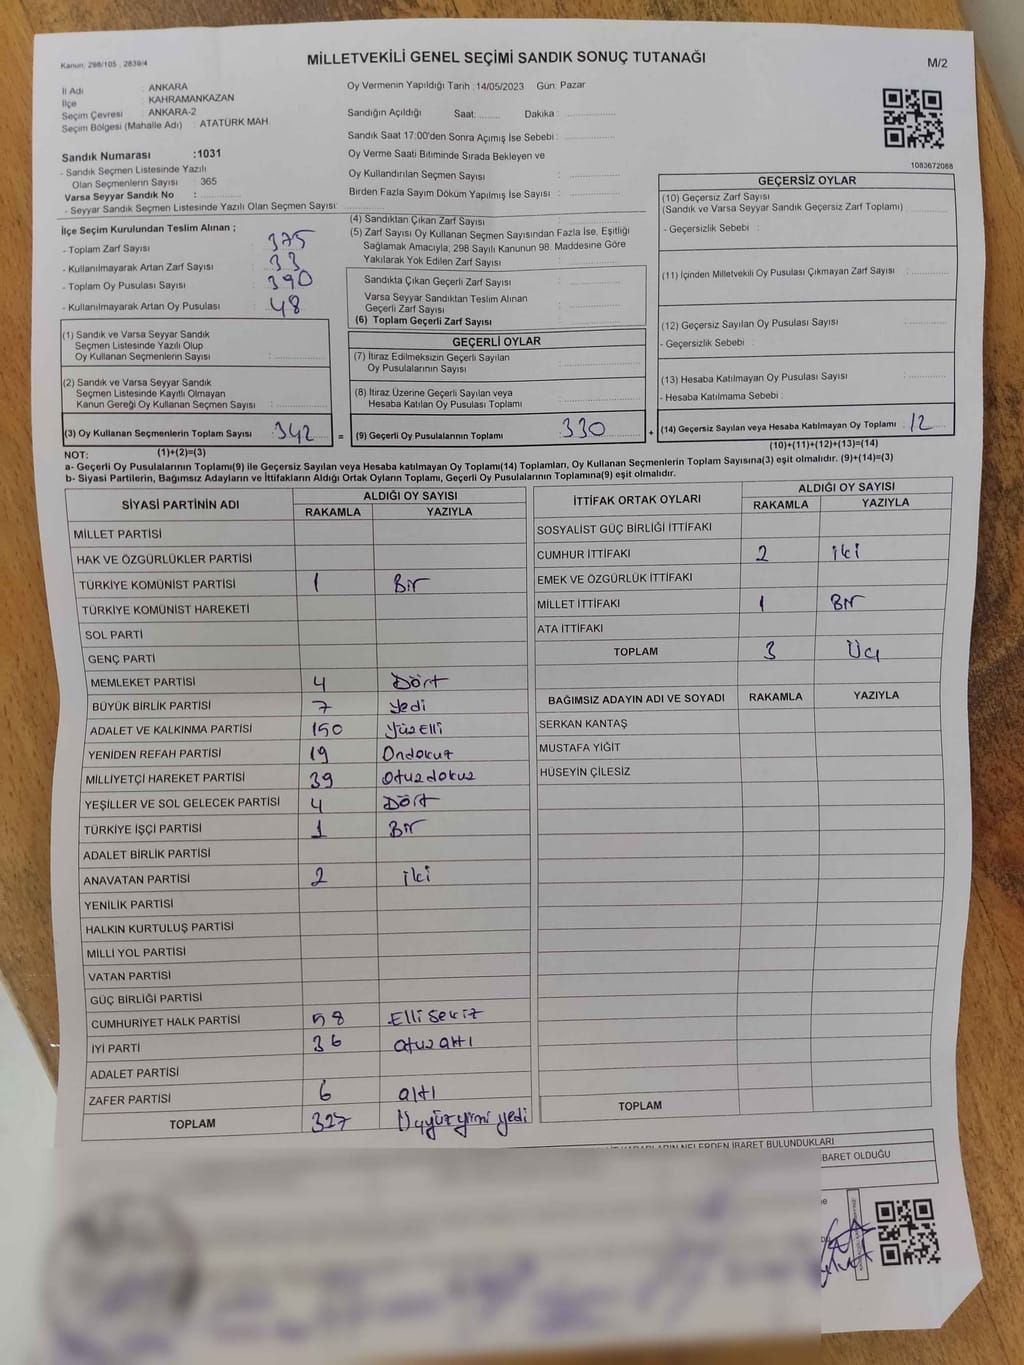 Kanun: 298/105 , 2839/4
MİLLETVEKİLİ GENEL SEÇİMİ SANDIK SONUÇ TUTANAĞI
M/2
İl Adı : ANKARA
İlçe : KAHRAMANKAZAN
Seçim Çevresi : ANKARA-2
Seçim Bölgesi (Mahalle Adı) : ATATÜRK MAH.
Oy Vermenin Yapıldığı Tarih : 14/05/2023 Gün: Pazar
Sandığın Açıldığı Saat: ........ Dakika : ................
Sandık Saat 17:00'den Sonra Açımış İse Sebebi : ................
Oy Verme Saati Bitiminde Sırada Bekleyen ve
Oy Kullandırılan Seçmen Sayısı : ................
Birden Fazla Sayım Döküm Yapılmış İse Sayısı : ................
1083672088
Sandık Numarası :1031
- Sandık Seçmen Listesinde Yazılı
Olan Seçmenlerin Sayısı : 365
Varsa Seyyar Sandık No : ................
- Seyyar Sandık Seçmen Listesinde Yazılı Olan Seçmen Sayısı: ................
İlçe Seçim Kurulundan Teslim Alınan ;
- Toplam Zarf Sayısı : 375
- Kullanılmayarak Artan Zarf Sayısı : 33
- Toplam Oy Pusulası Sayısı : 390
- Kullanılmayarak Artan Oy Pusulası : 48
(1) Sandık ve Varsa Seyyar Sandık
Seçmen Listesinde Yazılı Olup
Oy Kullanan Seçmenlerin Sayısı : ................
(2) Sandık ve Varsa Seyyar Sandık
Seçmen Listesinde Kayıtlı Olmayan
Kanun Gereği Oy Kullanan Seçmen Sayısı : ................
(3) Oy Kullanan Seçmenlerin Toplam Sayısı : 342 =
(1)+(2)=(3)
(4) Sandıktan Çıkan Zarf Sayısı : ................
(5) Zarf Sayısı Oy Kullanan Seçmen Sayısından Fazla İse, Eşitliği
Sağlamak Amacıyla, 298 Sayılı Kanunun 98. Maddesine Göre
Yakılarak Yok Edilen Zarf Sayısı : ................
Sandıkta Çıkan Geçerli Zarf Sayısı : ................
Varsa Seyyar Sandıktan Teslim Alınan
Geçerli Zarf Sayısı : ................
(6) Toplam Geçerli Zarf Sayısı : ................
GEÇERLİ OYLAR
(7) İtiraz Edilmeksizin Geçerli Sayılan
Oy Pusulalarının Sayısı : ................
(8) İtiraz Üzerine Geçerli Sayılan veya
Hesaba Katılan Oy Pusulası Toplamı : ................
(9) Geçerli Oy Pusulalarının Toplamı : 330 +
GEÇERSİZ OYLAR
(10) Geçersiz Zarf Sayısı
(Sandık ve Varsa Seyyar Sandık Geçersiz Zarf Toplamı) : ................
- Geçersizlik Sebebi :
(11) İçinden Milletvekili Oy Pusulası Çıkmayan Zarf Sayısı : ................
(12) Geçersiz Sayılan Oy Pusulası Sayısı : ................
- Geçersizlik Sebebi :
(13) Hesaba Katılmayan Oy Pusulası Sayısı : ................
- Hesaba Katılmama Sebebi :
(14) Geçersiz Sayılan veya Hesaba Katılmayan Oy Toplamı : 12
(10)+(11)+(12)+(13)=(14)
NOT:
a- Geçerli Oy Pusulalarının Toplamı(9) ile Geçersiz Sayılan veya Hesaba katılmayan Oy Toplamı(14) Toplamları, Oy Kullanan Seçmenlerin Toplam Sayısına(3) eşit olmalıdır. (9)+(14)=(3)
b- Siyasi Partilerin, Bağımsız Adayların ve İttifakların Aldığı Ortak Oyların Toplamı, Geçerli Oy Pusulalarının Toplamına(9) eşit olmalıdır.
SİYASİ PARTİNİN ADI ALDIĞI OY SAYISI
RAKAMLA YAZIYLA
MİLLET PARTİSİ
HAK VE ÖZGÜRLÜKLER PARTİSİ
TÜRKİYE KOMÜNİST PARTİSİ 1 Bir
TÜRKİYE KOMÜNİST HAREKETİ
SOL PARTİ
GENÇ PARTİ
MEMLEKET PARTİSİ 4 Dört
BÜYÜK BİRLİK PARTİSİ 7 yedi
ADALET VE KALKINMA PARTİSİ 150 yüzelli
YENİDEN REFAH PARTİSİ 19 Ondokuz
MİLLİYETÇİ HAREKET PARTİSİ 39 otuzdokuz
YEŞİLLER VE SOL GELECEK PARTİSİ 4 Dört
TÜRKİYE İŞÇİ PARTİSİ 1 Bir
ADALET BİRLİK PARTİSİ
ANAVATAN PARTİSİ 2 iki
YENİLİK PARTİSİ
HALKIN KURTULUŞ PARTİSİ
MİLLİ YOL PARTİSİ
VATAN PARTİSİ
GÜÇ BİRLİĞİ PARTİSİ
CUMHURİYET HALK PARTİSİ 58 Elli sekiz
İYİ PARTİ 36 otuz altı
ADALET PARTİSİ
ZAFER PARTİSİ 6 altı
TOPLAM 327 Üçyüzyirmi yedi
İTTİFAK ORTAK OYLARI ALDIĞI OY SAYISI
RAKAMLA YAZIYLA
SOSYALİST GÜÇ BİRLİĞİ İTTİFAKI
CUMHUR İTTİFAKI 2 iki
EMEK VE ÖZGÜRLÜK İTTİFAKI
MİLLET İTTİFAKI 1 Bir
ATA İTTİFAKI
TOPLAM 3 Üç
BAĞIMSIZ ADAYIN ADI VE SOYADI RAKAMLA YAZIYLA
SERKAN KANTAŞ
MUSTAFA YİĞİT
HÜSEYİN ÇİLESİZ
TOPLAM
NELERDEN İBARET BULUNDUKLARI
BARET OLDUĞU